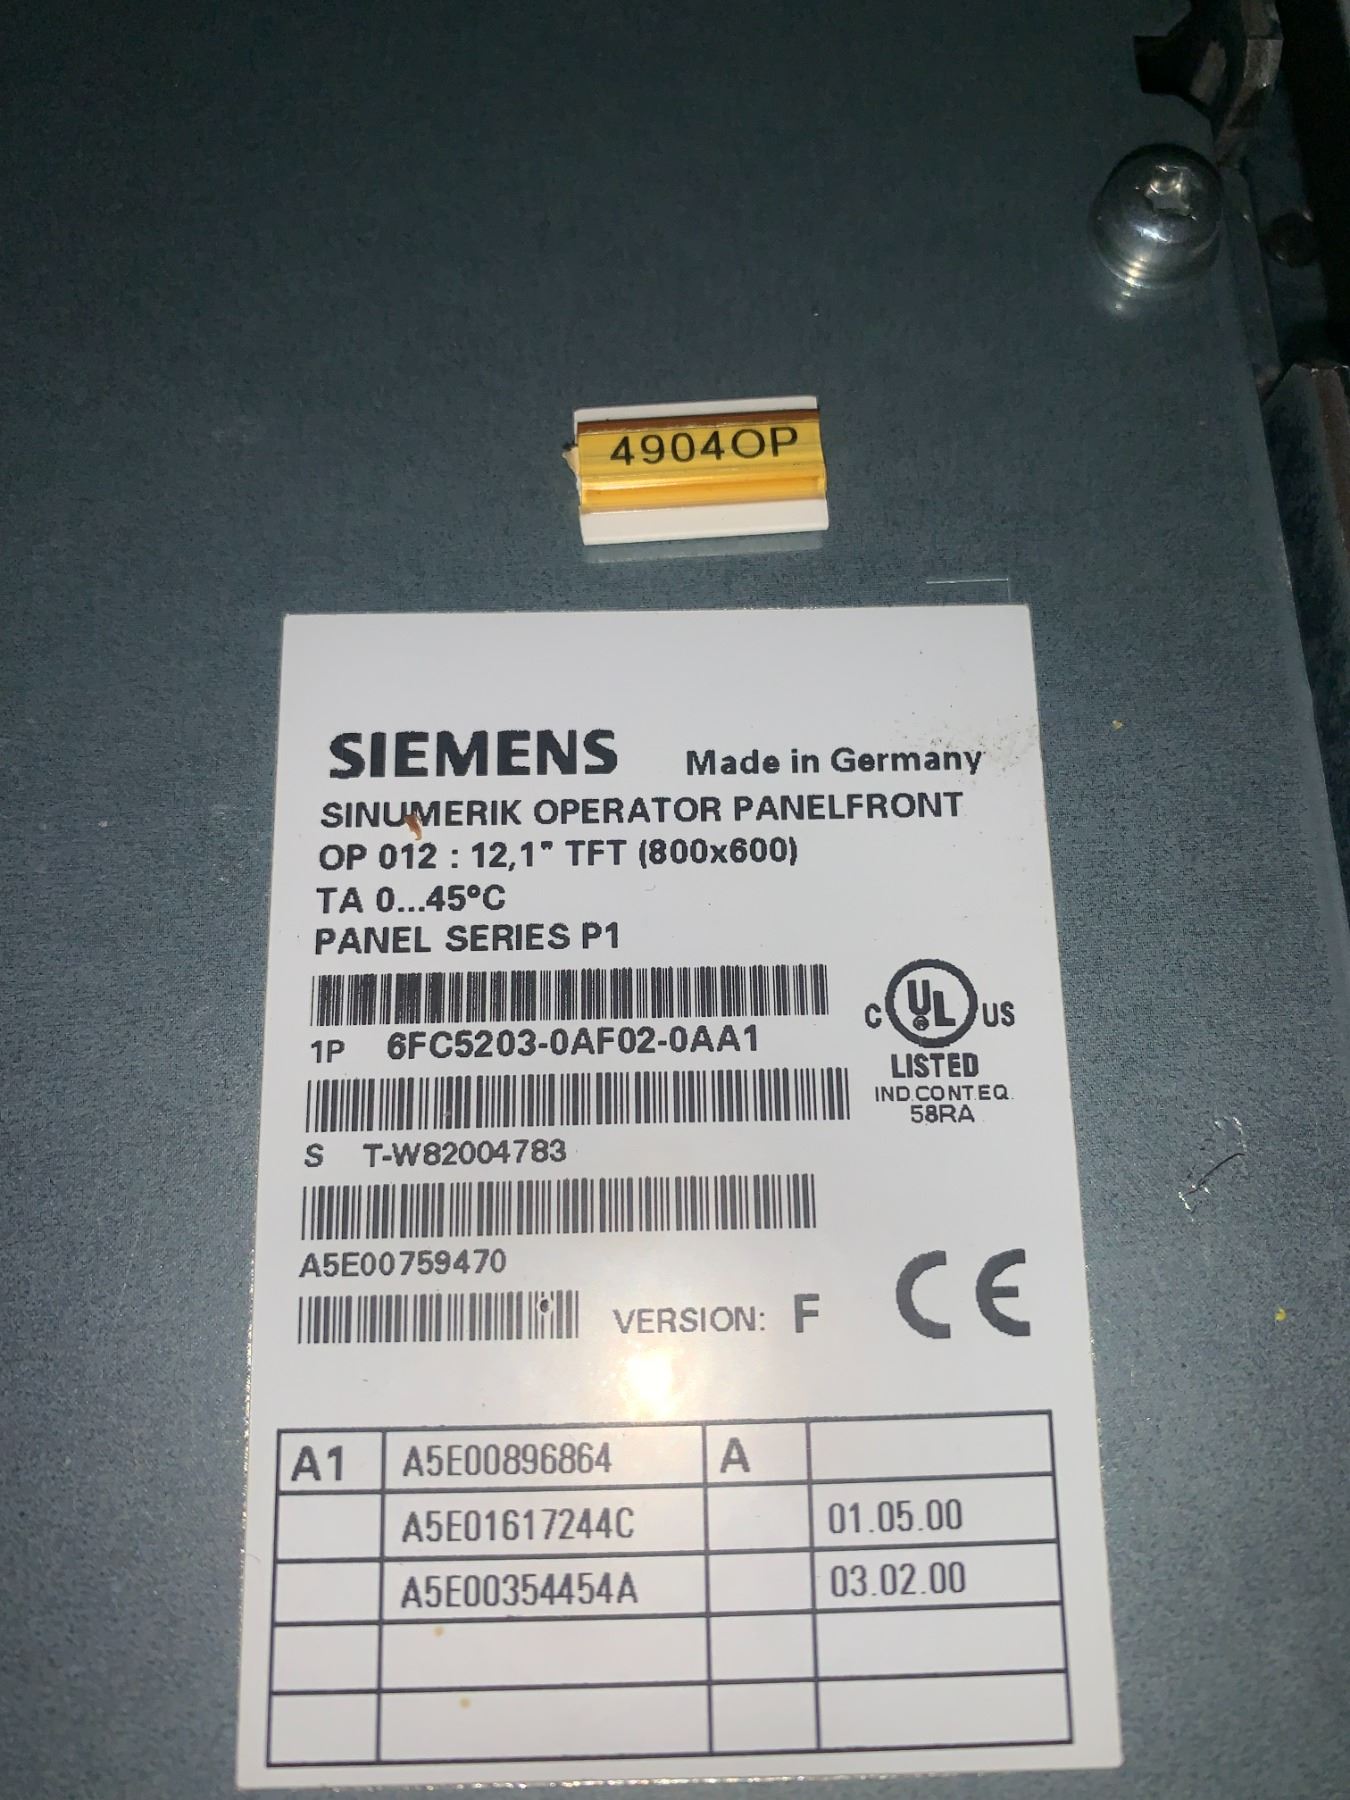 4904OP
SIEMENS Made in Germany
SINUMERIK OPERATOR PANELFRONT
OP 012 : 12,1" TFT (800x600)
TA 0...45°C
PANEL SERIES P1
1P 6FC5203-0AF02-0AA1
C UL ® US
LISTED
IND.CONT.EQ.
58RA
S T-W82004783
A5E00759470
VERSION: F
CE
A1 A5E00896864 A
A5E01617244C 01.05.00
A5E00354454A 03.02.00